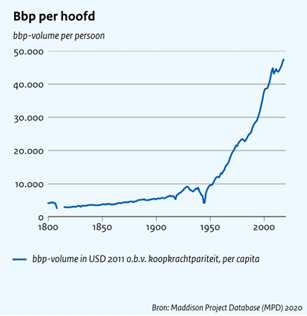 Bbp per hoofd
bbp-volume per persoon
50.000
40.000
30.000
20.000
10.000
0
1800 1850 1900 1950 2000
bbp-volume in USD 2011 o.b.v. koopkrachtpariteit, per capita
Bron: Maddison Project Database (MPD) 2020